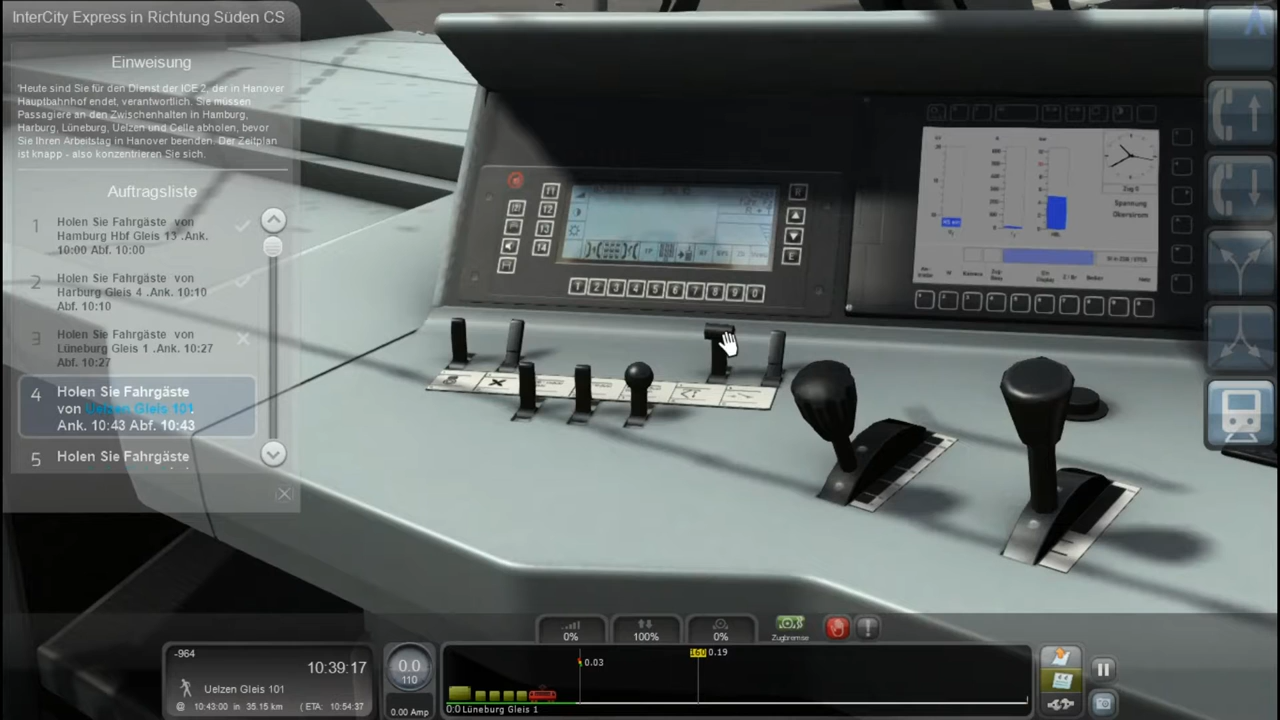 InterCity Express in Richtung Süden CS
Einweisung
'Heute sind Sie für den Dienst der ICE 2, der in Hanover
Hauptbahnhof endet, verantwortlich. Sie müssen
Passagiere an den Zwischenhalten in Hamburg,
Harburg, Lüneburg, Uelzen und Celle abholen, bevor
Sie Ihren Arbeitstag in Hanover beenden. Der Zeitplan
ist knapp - also konzentrieren Sie sich.
Auftragsliste
1
Holen Sie Fahrgäste von
Hamburg Hbf Gleis 13 .Ank.
10:00 Abf. 10:00
2
Holen Sie Fahrgäste von
Harburg Gleis 4 .Ank. 10:10
Abf. 10:10
3
Holen Sie Fahrgäste von
Lüneburg Gleis 1 .Ank. 10:27
Abf. 10:27
4
Holen Sie Fahrgäste
von Uelzen Gleis 101.
Ank. 10:43 Abf. 10:43
5
Holen Sie Fahrgäste
Spannung
Oberstrom
1 2 3 4 5 6 7 8 9 0
0%
100%
0%
Zugbremse
-964
10:39:17
Uelzen Gleis 101
@ 10:43:00 in 35.15 km ( ETA: 10:54:37
0.0
110
0.00 Amp
0.03
160 0.19
0:0 Lüneburg Gleis 1